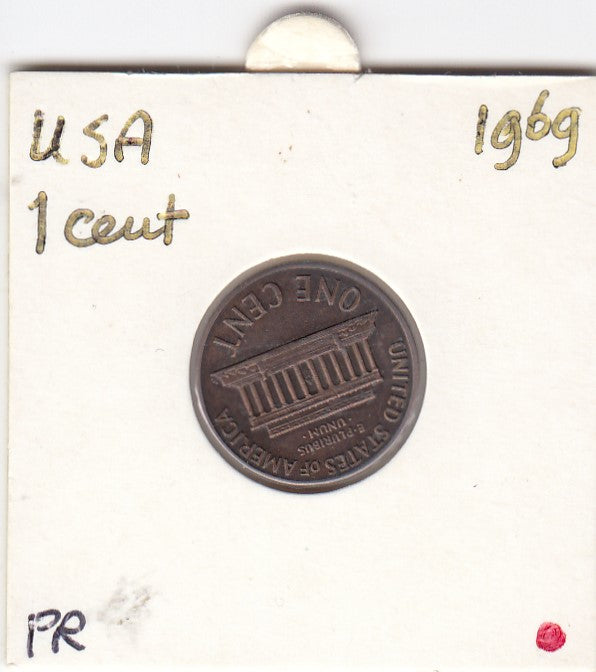 USA
1969
1 cent
ONE CENT
E·PLURIBUS
·UNUM·
UNITED STATES OF AMERICA
PR